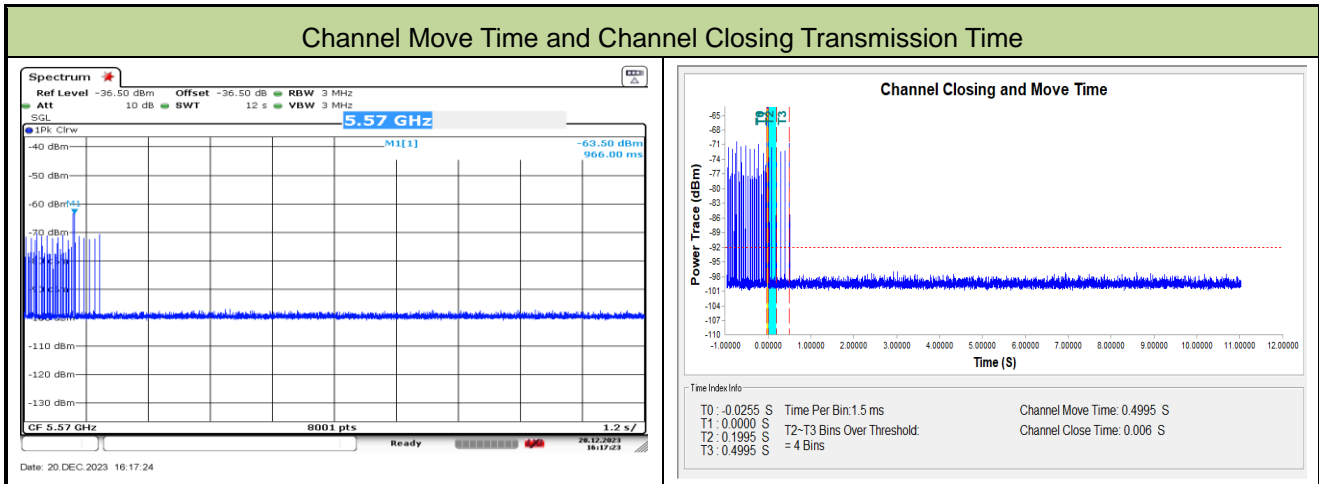 Channel Move Time and Channel Closing Transmission Time
Spectrum
Ref Level -36.50 dBm Offset -36.50 dB RBW 3 MHz
Att 10 dB SWT 12 s VBW 3 MHz
SGL
5.57 GHz
1Pk Clrw
M1[1] -63.50 dBm
966.00 ms
-40 dBm
-50 dBm
-60 dBm
M1
-70 dBm
-110 dBm
-120 dBm
-130 dBm
CF 5.57 GHz 8001 pts 1.2 s/
Ready 20.12.2023
16:17:23
Date: 20.DEC.2023 16:17:24
Channel Closing and Move Time
T2 T3
Power Trace (dBm)
-65
-68
-71
-74
-77
-80
-83
-86
-89
-92
-95
-98
-101
-104
-107
-110
-1.00000 0.00000 1.00000 2.00000 3.00000 4.00000 5.00000 6.00000 7.00000 8.00000 9.00000 10.00000 11.00000 12.00000
Time (S)
Time Index Info
T0 : -0.0255 S Time Per Bin:1.5 ms Channel Move Time: 0.4995 S
T1 : 0.0000 S
T2~T3 Bins Over Threshold: Channel Close Time: 0.006 S
T2 : 0.1995 S
= 4 Bins
T3 : 0.4995 S